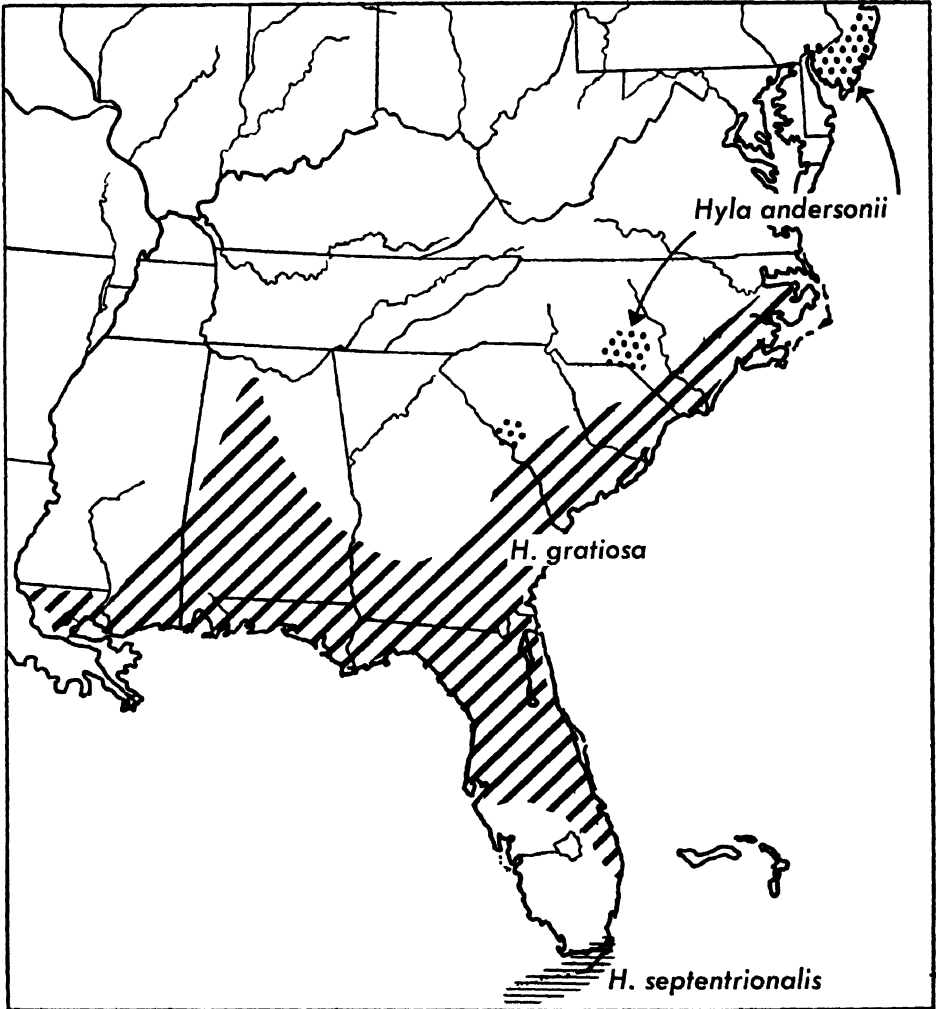 Hyla andersonii
H. gratiosa
H. septentrionalis